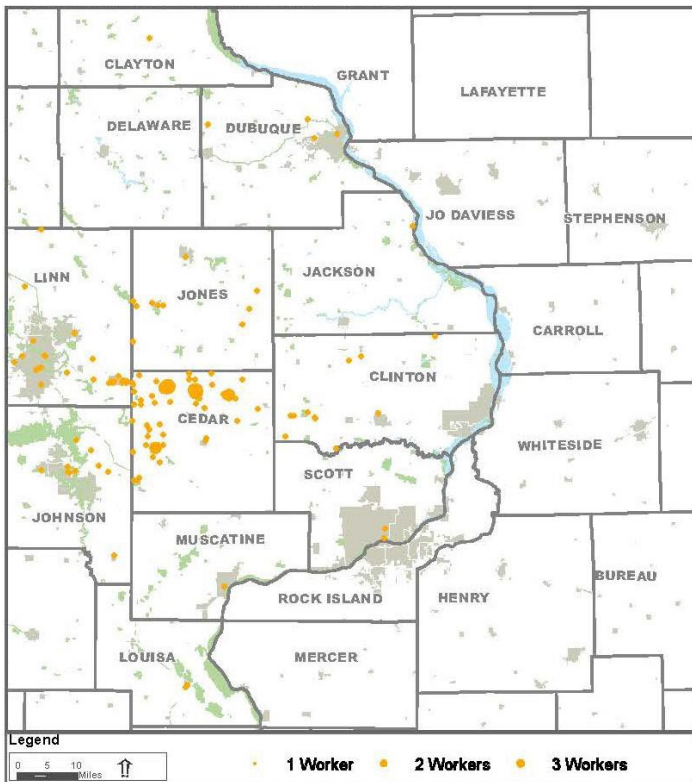 CLAYTON
GRANT
LAFAYETTE
DELAWARE
DUBUQUE
JO DAVIESS
STEPHENSON
LINN
JACKSON
JONES
CARROLL
CLINTON
CEDAR
WHITESIDE
SCOTT
JOHNSON
MUSCATINE
BUREAU
ROCK ISLAND
HENRY
LOUISA
MERCER
Legend
0 5 10
Miles
1 Worker 2 Workers 3 Workers